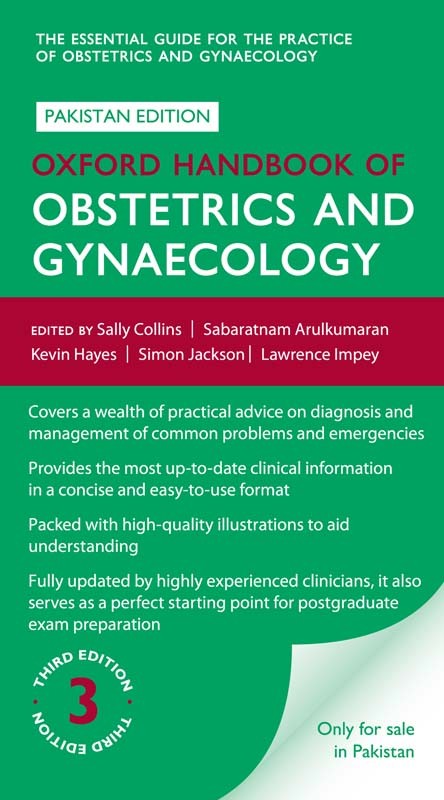 THE ESSENTIAL GUIDE FOR THE PRACTICE
OF OBSTETRICS AND GYNAECOLOGY
PAKISTAN EDITION
OXFORD HANDBOOK OF
OBSTETRICS AND
GYNAECOLOGY
EDITED BY Sally Collins | Sabaratnam Arulkumaran
Kevin Hayes | Simon Jackson | Lawrence Impey
Covers a wealth of practical advice on diagnosis and
management of common problems and emergencies
Provides the most up-to-date clinical information
in a concise and easy-to-use format
Packed with high-quality illustrations to aid
understanding
Fully updated by highly experienced clinicians, it also
serves as a perfect starting point for postgraduate
exam preparation
THIRD EDITION • THIRD EDITION •
3
Only for sale
in Pakistan